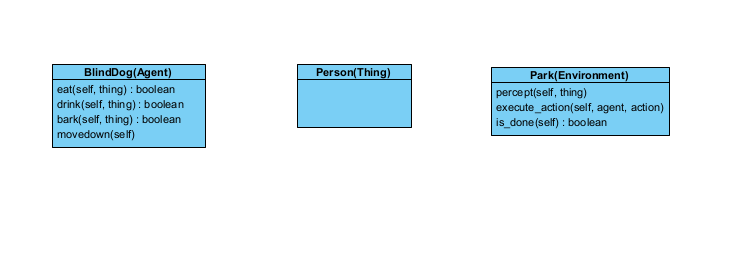 BlindDog(Agent)
eat(self, thing) : boolean
drink(self, thing) : boolean
bark(self, thing) : boolean
movedown(self)
Person(Thing)
Park(Environment)
percept(self, thing)
execute_action(self, agent, action)
is_done(self) : boolean